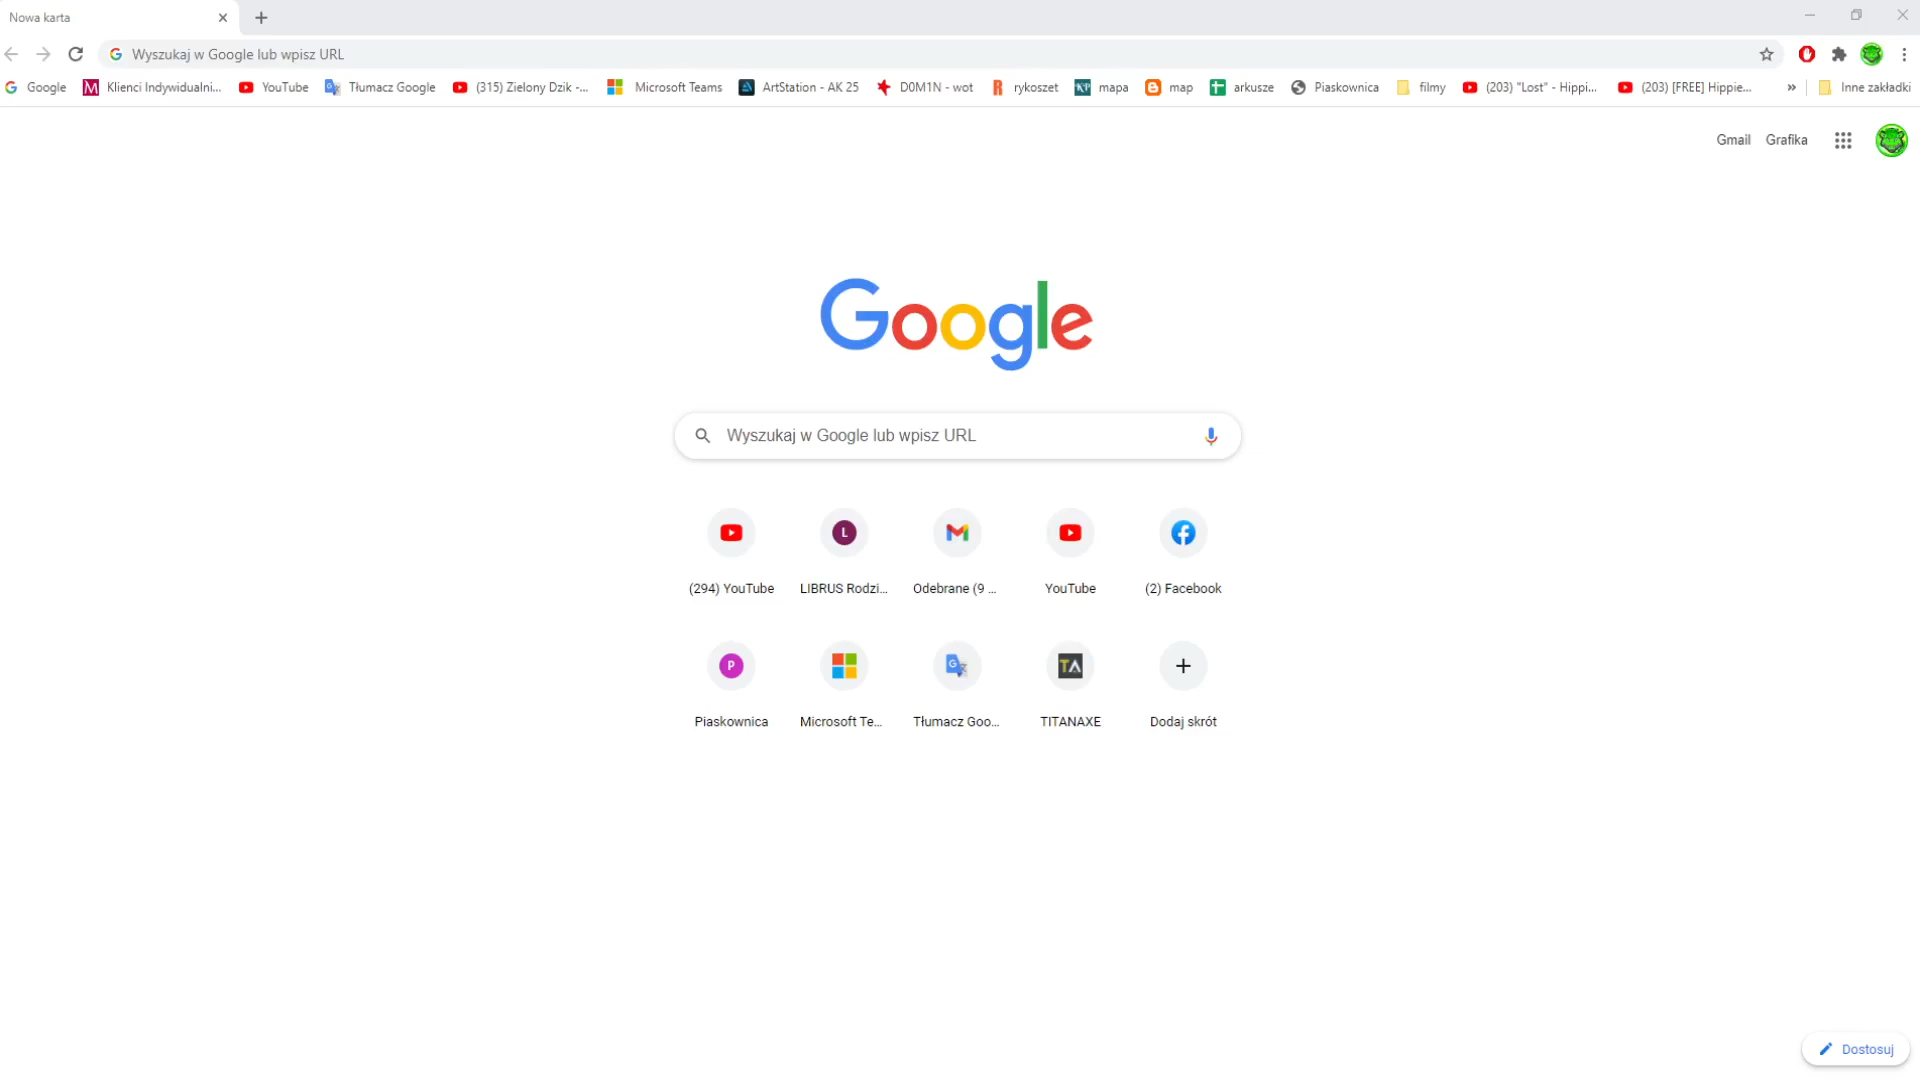 Nowa karta
Wyszukaj w Google lub wpisz URL
Google Klienci Indywidualni... YouTube Tłumacz Google (315) Zielony Dzik -... Microsoft Teams ArtStation - AK 25 D0M1N - wot rykoszet mapa map arkusze Piaskownica filmy (203) "Lost" - Hippi... (203) [FREE] Hippie... » Inne zakładki
Gmail Grafika
Google
Wyszukaj w Google lub wpisz URL
L
(294) YouTube LIBRUS Rodzi... Odebrane (9 ... YouTube (2) Facebook
P TA
Piaskownica Microsoft Te... Tłumacz Goo... TITANAXE Dodaj skrót
Dostosuj